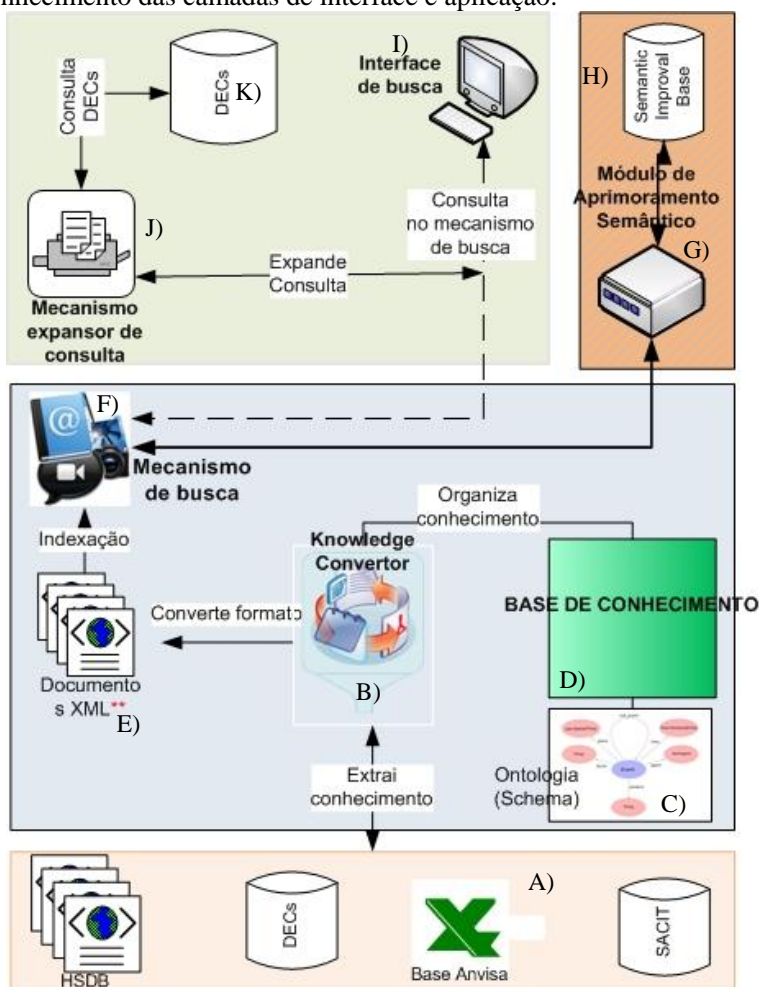 nhecimento das camadas de interface e aplicação.
Consulta
DECs
DECs
K)
I)
Interface
de busca
H)
Semantic
Improval
Base
Módulo de
Aprimoramento
Semântico
G)
J)
Mecanismo
expansor de
consulta
Expande
Consulta
Consulta
no mecanismo
de busca
F)
Mecanismo
de busca
Indexação
Documento
s XML**
E)
Converte formato
Knowledge
Convertor
B)
Organiza
conhecimento
BASE DE CONHECIMENTO
D)
Ontologia
(Schema)
C)
Extrai
conhecimento
A)
HSDB
DECs
Base Anvisa
SACIT